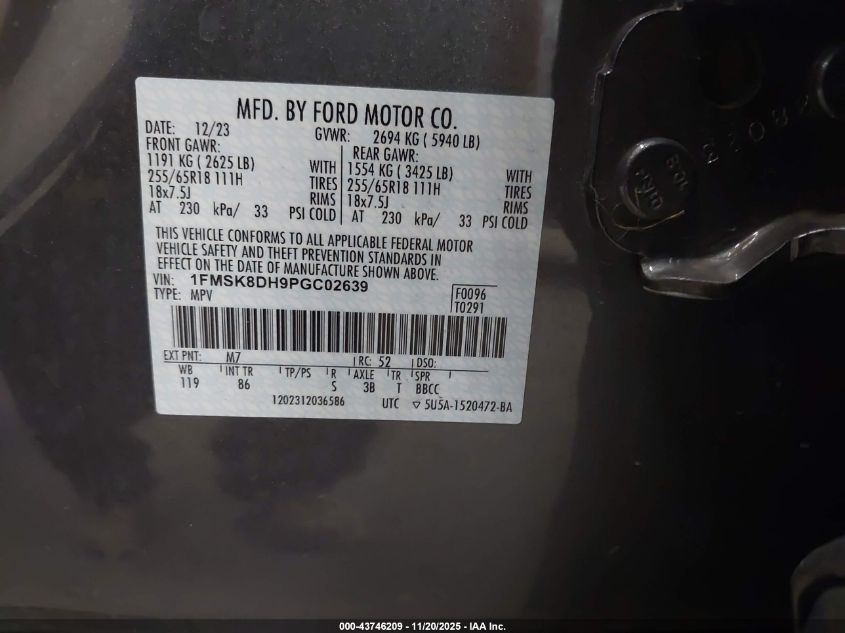 MFD. BY FORD MOTOR CO.
DATE: 12/23 GVWR: 2694 KG ( 5940 LB)
FRONT GAWR: REAR GAWR:
1191 KG ( 2625 LB) WITH 1554 KG ( 3425 LB) WITH
255/65R18 111H TIRES 255/65R18 111H TIRES
18x7.5J RIMS 18x7.5J RIMS
AT 230 kPa/ 33 PSI COLD AT 230 kPa/ 33 PSI COLD
THIS VEHICLE CONFORMS TO ALL APPLICABLE FEDERAL MOTOR
VEHICLE SAFETY AND THEFT PREVENTION STANDARDS IN
EFFECT ON THE DATE OF MANUFACTURE SHOWN ABOVE.
VIN: 1FMSK8DH9PGC02639 F0096
TYPE: MPV T0291
EXT PNT: M7 RC: 52 DSO:
WB INT TR TP/PS R AXLE TR SPR
119 86 S 3B T BBCC
1202312036586 UTC ▽ 5U5A-1520472-BA
000-43746209 - 11/20/2025 - IAA Inc.